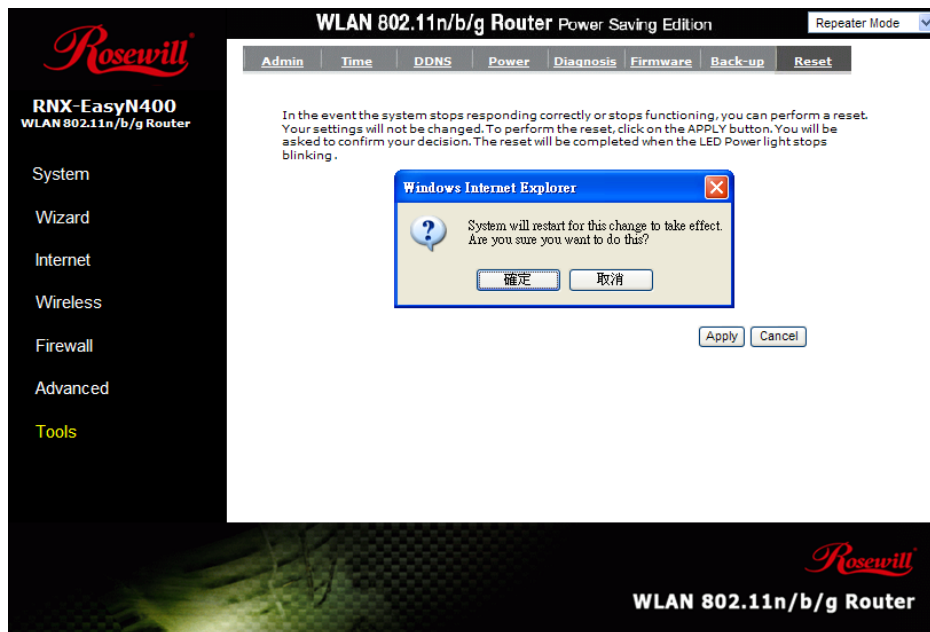 Rosewill
WLAN 802.11n/b/g Router Power Saving Edition
Repeater Mode
Admin Time DDNS Power Diagnosis Firmware Back-up Reset
RNX-EasyN400
WLAN 802.11n/b/g Router
System
Wizard
Internet
Wireless
Firewall
Advanced
Tools
In the event the system stops responding correctly or stops functioning, you can perform a reset.
Your settings will not be changed. To perform the reset, click on the APPLY button. You will be
asked to confirm your decision. The reset will be completed when the LED Power light stops
blinking.
Windows Internet Explorer
System will restart for this change to take effect.
Are you sure you want to do this?
確定 取消
Apply Cancel
Rosewill
WLAN 802.11n/b/g Router